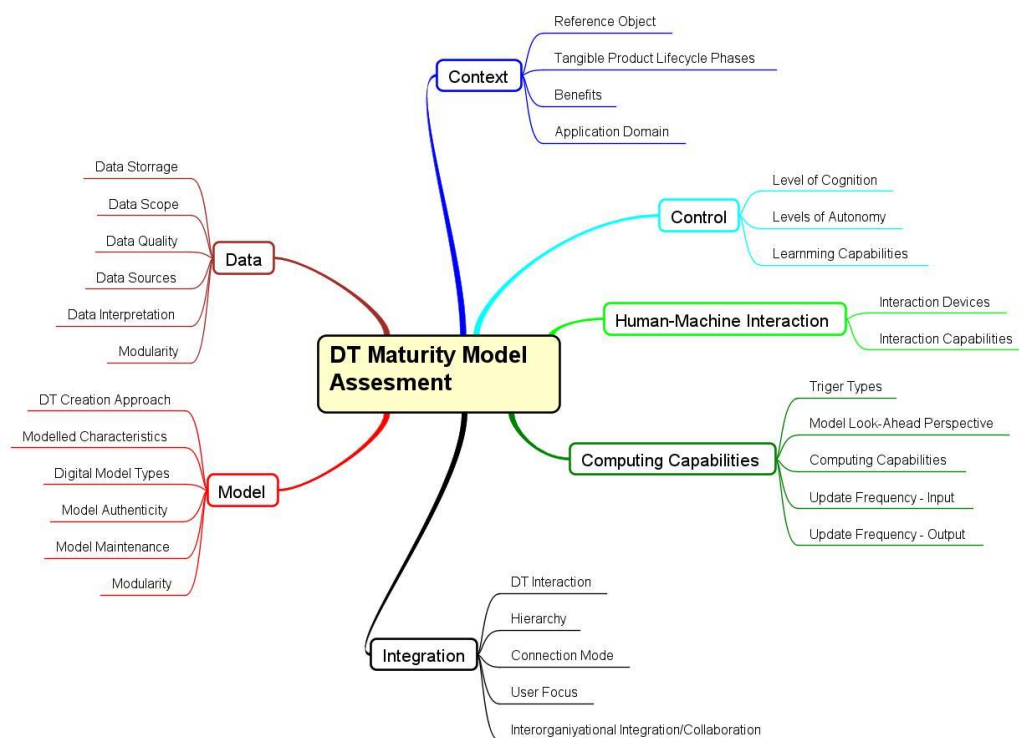 DT Maturity Model
Assesment
Context
Reference Object
Tangible Product Lifecycle Phases
Benefits
Application Domain
Control
Level of Cognition
Levels of Autonomy
Learnming Capabilities
Human-Machine Interaction
Interaction Devices
Interaction Capabilities
Computing Capabilities
Triger Types
Model Look-Ahead Perspective
Computing Capabilities
Update Frequency - Input
Update Frequency - Output
Integration
DT Interaction
Hierarchy
Connection Mode
User Focus
Interorganiyational Integration/Collaboration
Model
DT Creation Approach
Modelled Characteristics
Digital Model Types
Model Authenticity
Model Maintenance
Modularity
Data
Data Storrage
Data Scope
Data Quality
Data Sources
Data Interpretation
Modularity